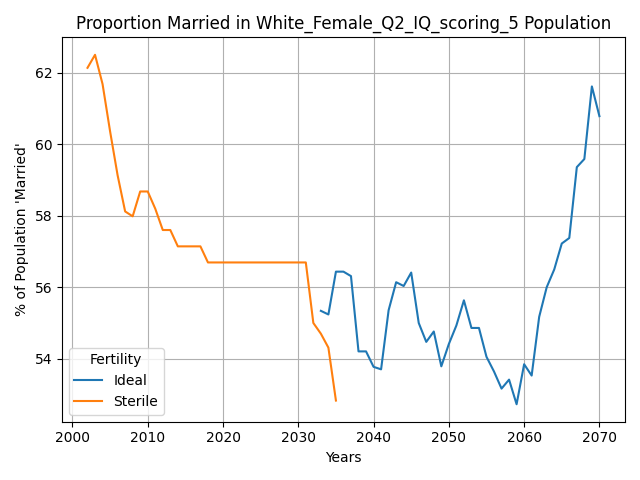 Proportion Married in White_Female_Q2_IQ_scoring_5 Population
% of Population 'Married'
62
60
58
56
54
Fertility
Ideal
Sterile
2000 2010 2020 2030 2040 2050 2060 2070
Years